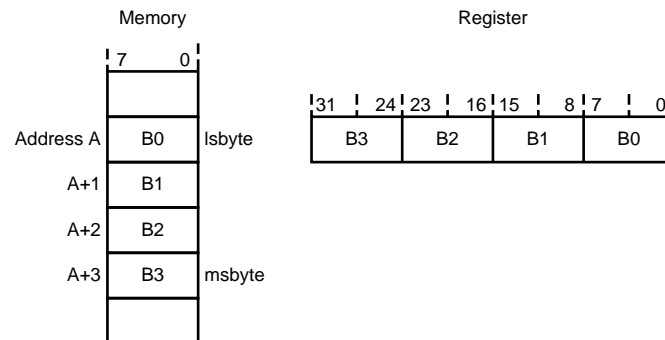 Memory
Register
7 0
31 24 23 16 15 8 7 0
Address A B0 lsbyte
B3 B2 B1 B0
A+1 B1
A+2 B2
A+3 B3 msbyte